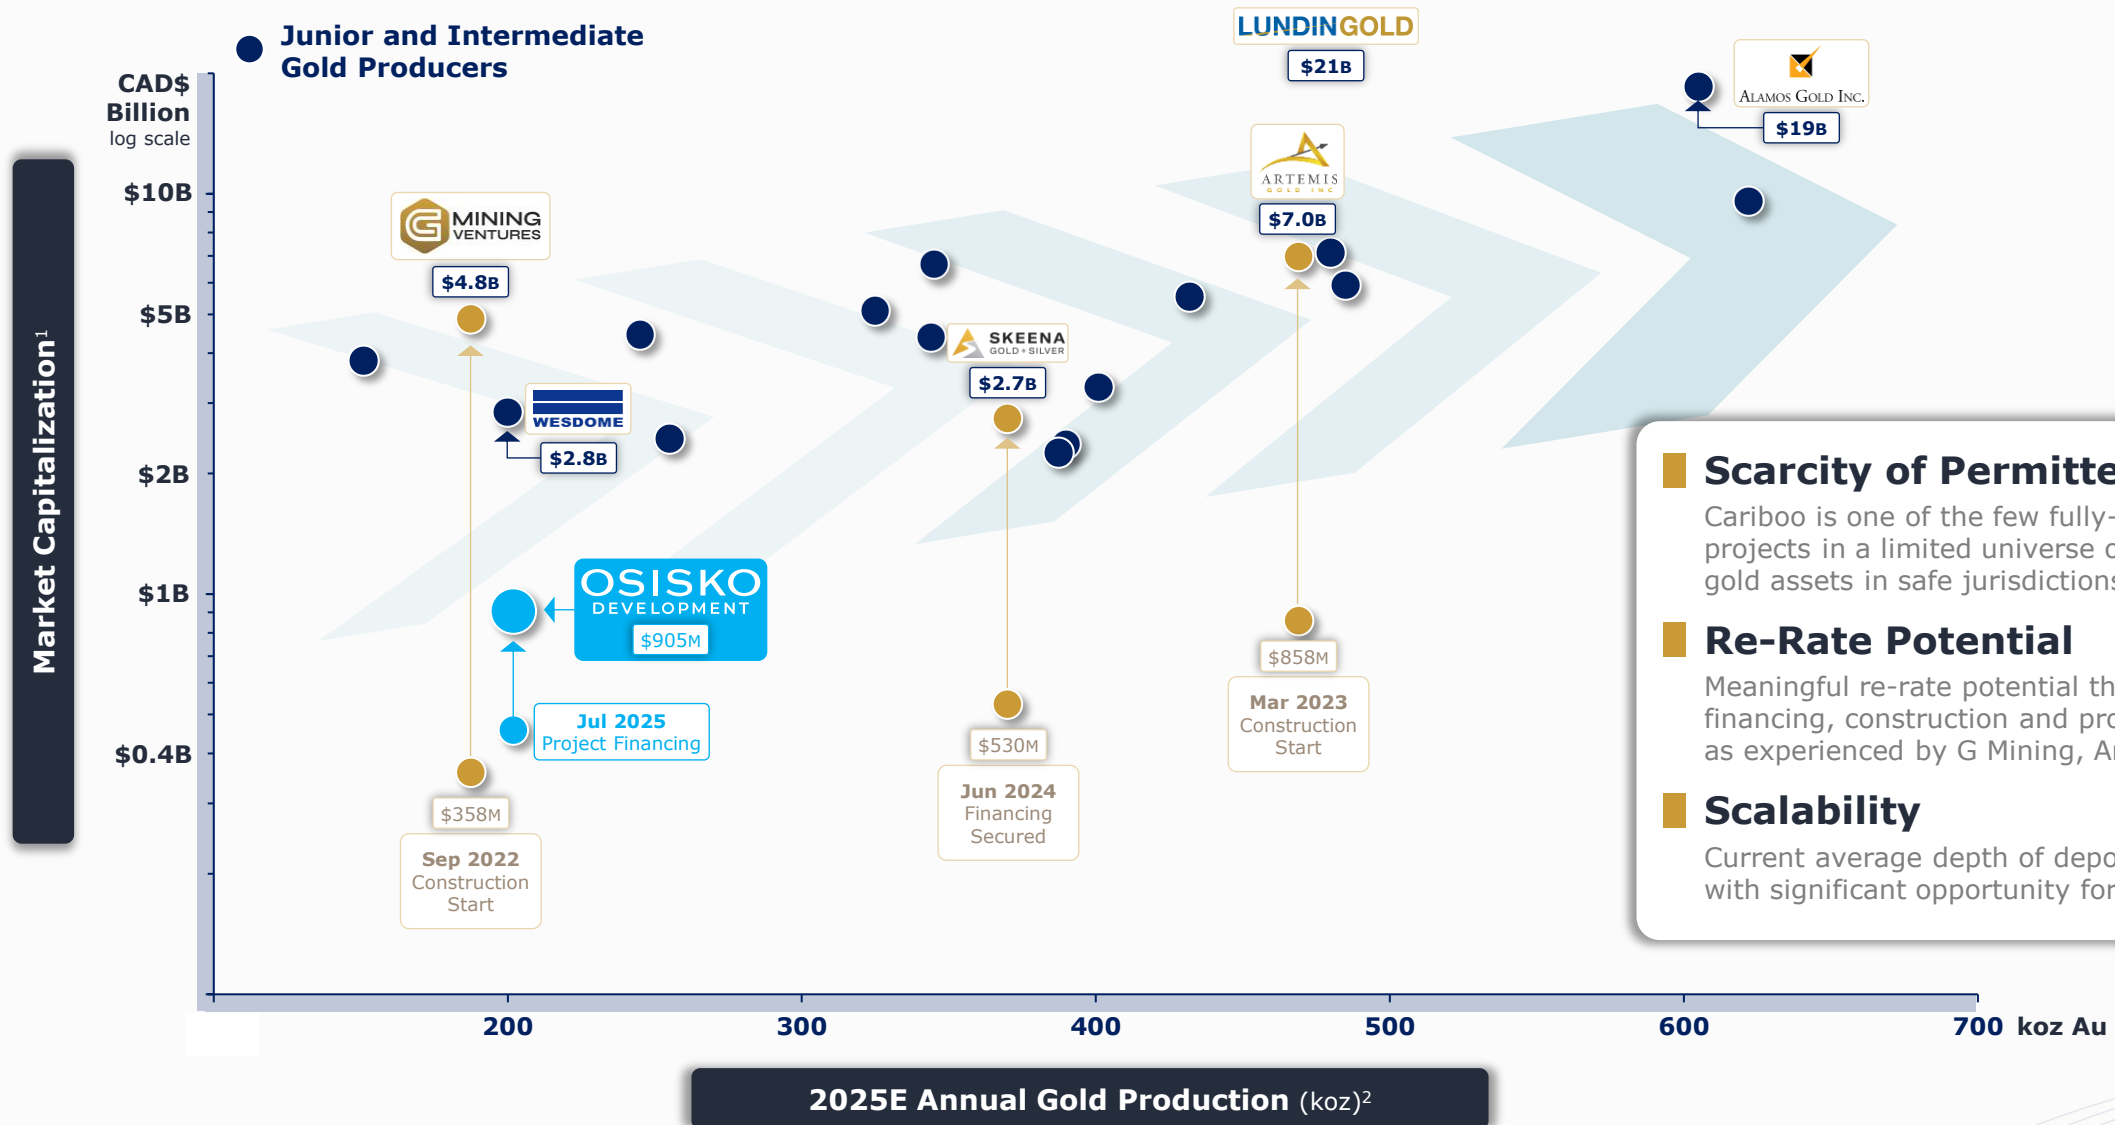 Junior and Intermediate
Gold Producers
CAD$
Billion
log scale
$10B
$5B
$2B
$1B
$0.4B
Market Capitalization¹
LUNDINGOLD
$21B
ALAMOS GOLD INC.
$19B
ARTEMIS
GOLD INC
$7.0B
G MINING
VENTURES
$4.8B
SKEENA
GOLD + SILVER
$2.7B
WESDOME
$2.8B
OSISKO
DEVELOPMENT
$905M
Jul 2025
Project Financing
$358M
Sep 2022
Construction
Start
$530M
Jun 2024
Financing
Secured
$858M
Mar 2023
Construction
Start
Scarcity of Permitte
Cariboo is one of the few fully-
projects in a limited universe
gold assets in safe jurisdictions
Re-Rate Potential
Meaningful re-rate potential th
financing, construction and pro
as experienced by G Mining, A
Scalability
Current average depth of depo
with significant opportunity for
200
300
400
500
600
700 koz Au
2025E Annual Gold Production (koz)²